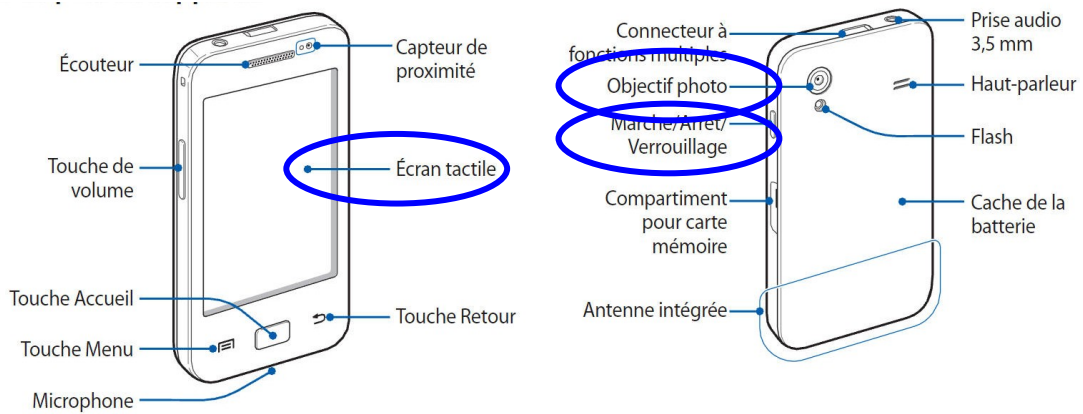 Écouteur
Capteur de
proximité
Touche de
volume
Écran tactile
Touche Accueil
Touche Retour
Touche Menu
Microphone
Connecteur à
fonctions multiples
Objectif photo
Marche/Arrêt/
Verrouillage
Compartiment
pour carte
mémoire
Antenne intégrée
Prise audio
3,5 mm
Haut-parleur
Flash
Cache de la
batterie